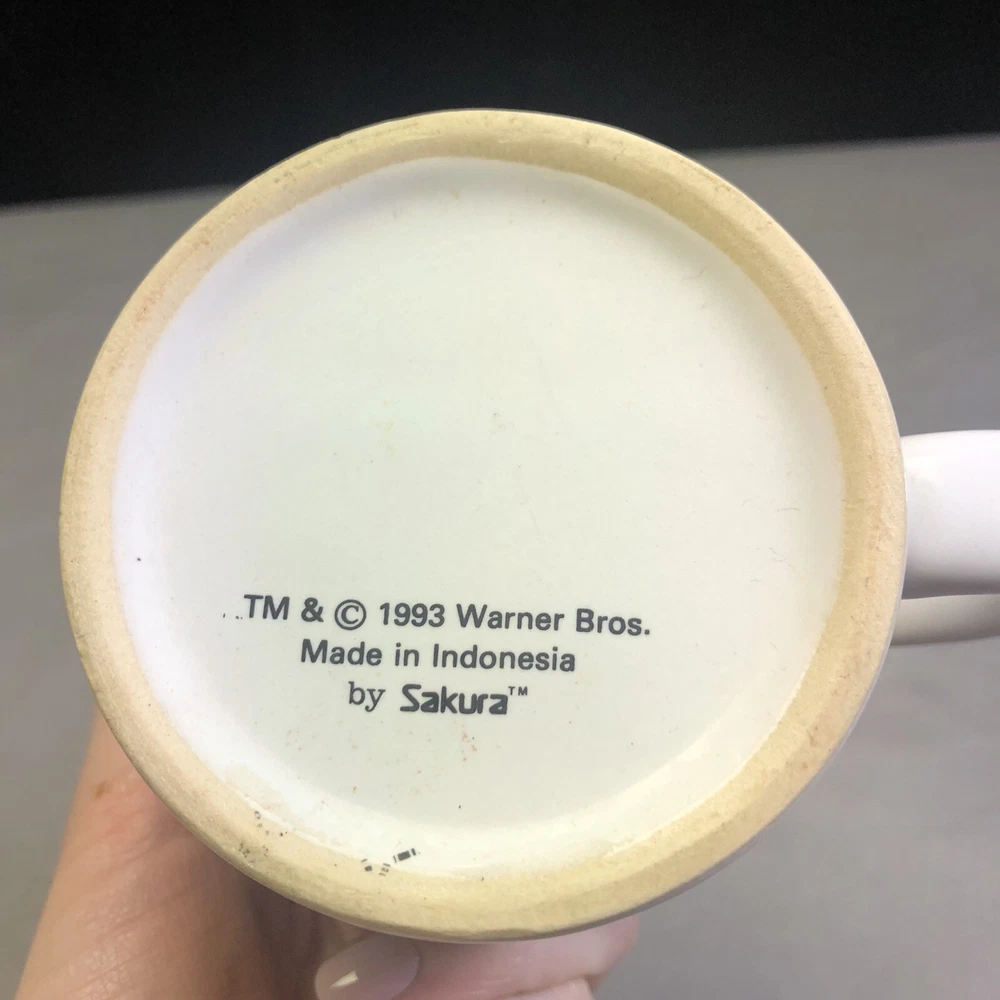 TM & © 1993 Warner Bros.
Made in Indonesia
by Sakura™